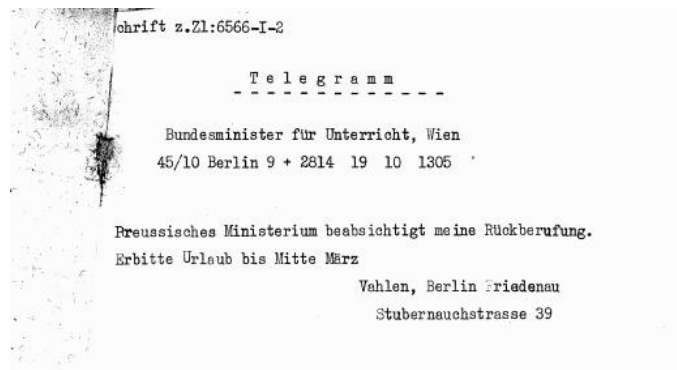 chrift z.Zl:6566-I-2
Telegramm
Bundesminister für Unterricht, Wien
45/10 Berlin 9 + 2814 19 10 1305
Preussisches Ministerium beabsichtigt meine Rückberufung.
Erbitte Urlaub bis Mitte März
Vahlen, Berlin Friedenau
Stubernauchstrasse 39